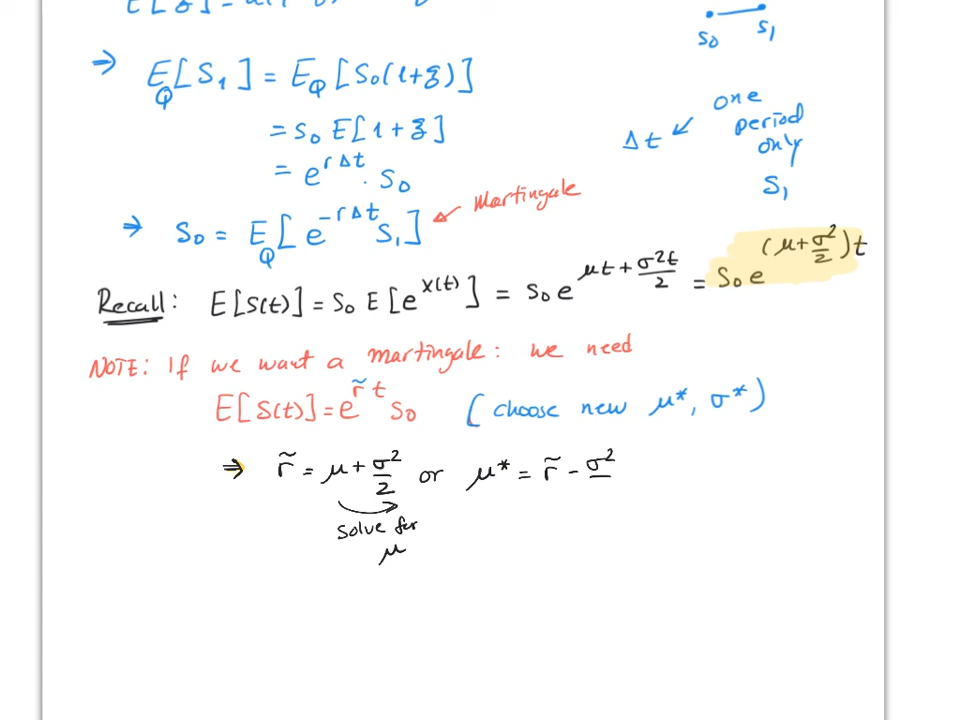 s0 s1
⇒ E_Q[S1] = E_Q[S0(1+ξ)]
= S0 E[1+ξ]
= e^{rΔt} · S0
Δt ↙ one period only
S1
⇒ S0 = E_Q[e^{-rΔt} S1] ← Martingale
Recall: E[S(t)] = S0 E[e^{X(t)}] = S0 e^{μt + σ²t/2} = S0 e^{(μ + σ²/2)t}
NOTE: If we want a martingale: we need
E[S(t)] = e^{r̃t} S0 (choose new μ*, σ*)
⇒ r̃ = μ + σ²/2 or μ* = r̃ - σ²
solve for
μ